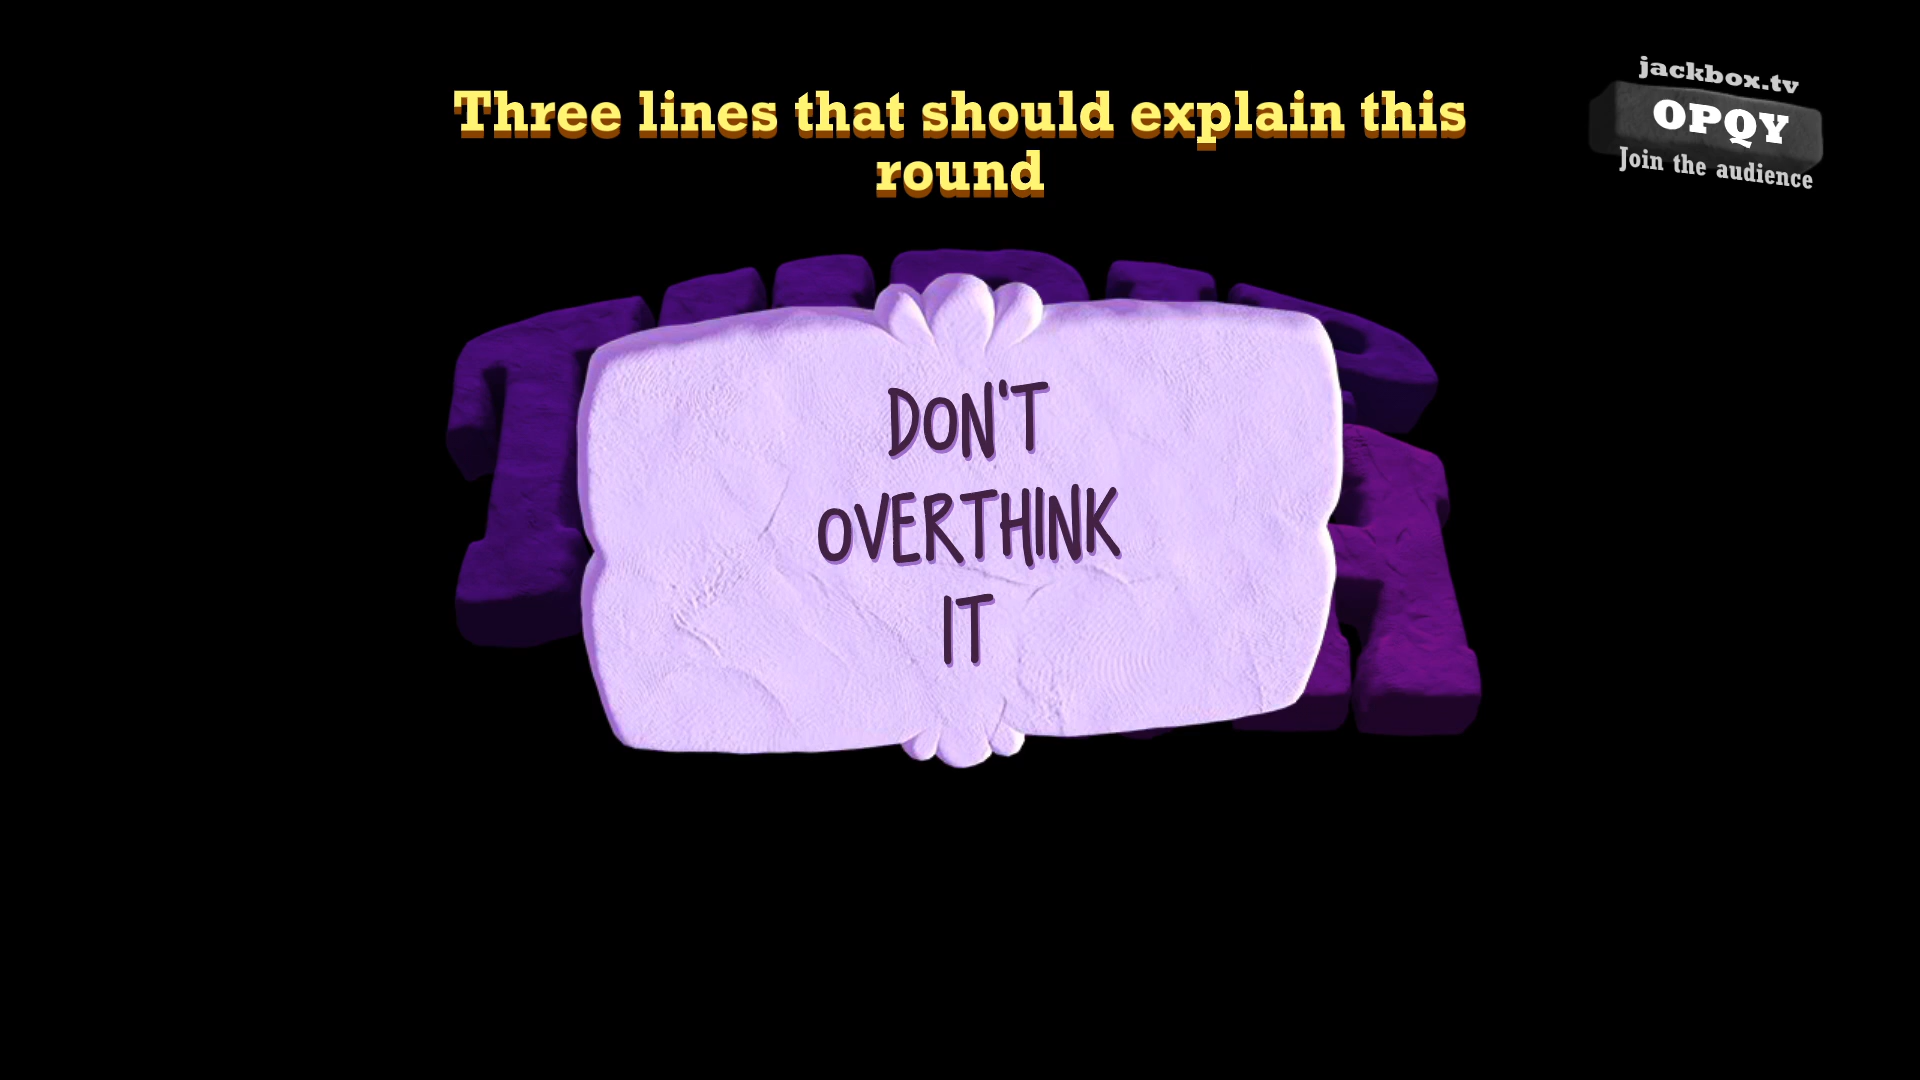 jackbox.tv
OPQY
Join the audience
Three lines that should explain this
round
DON'T
OVERTHINK
IT